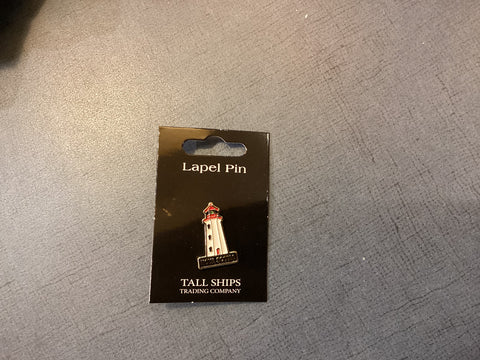 Lapel Pin
TALL SHIPS
TRADING COMPANY